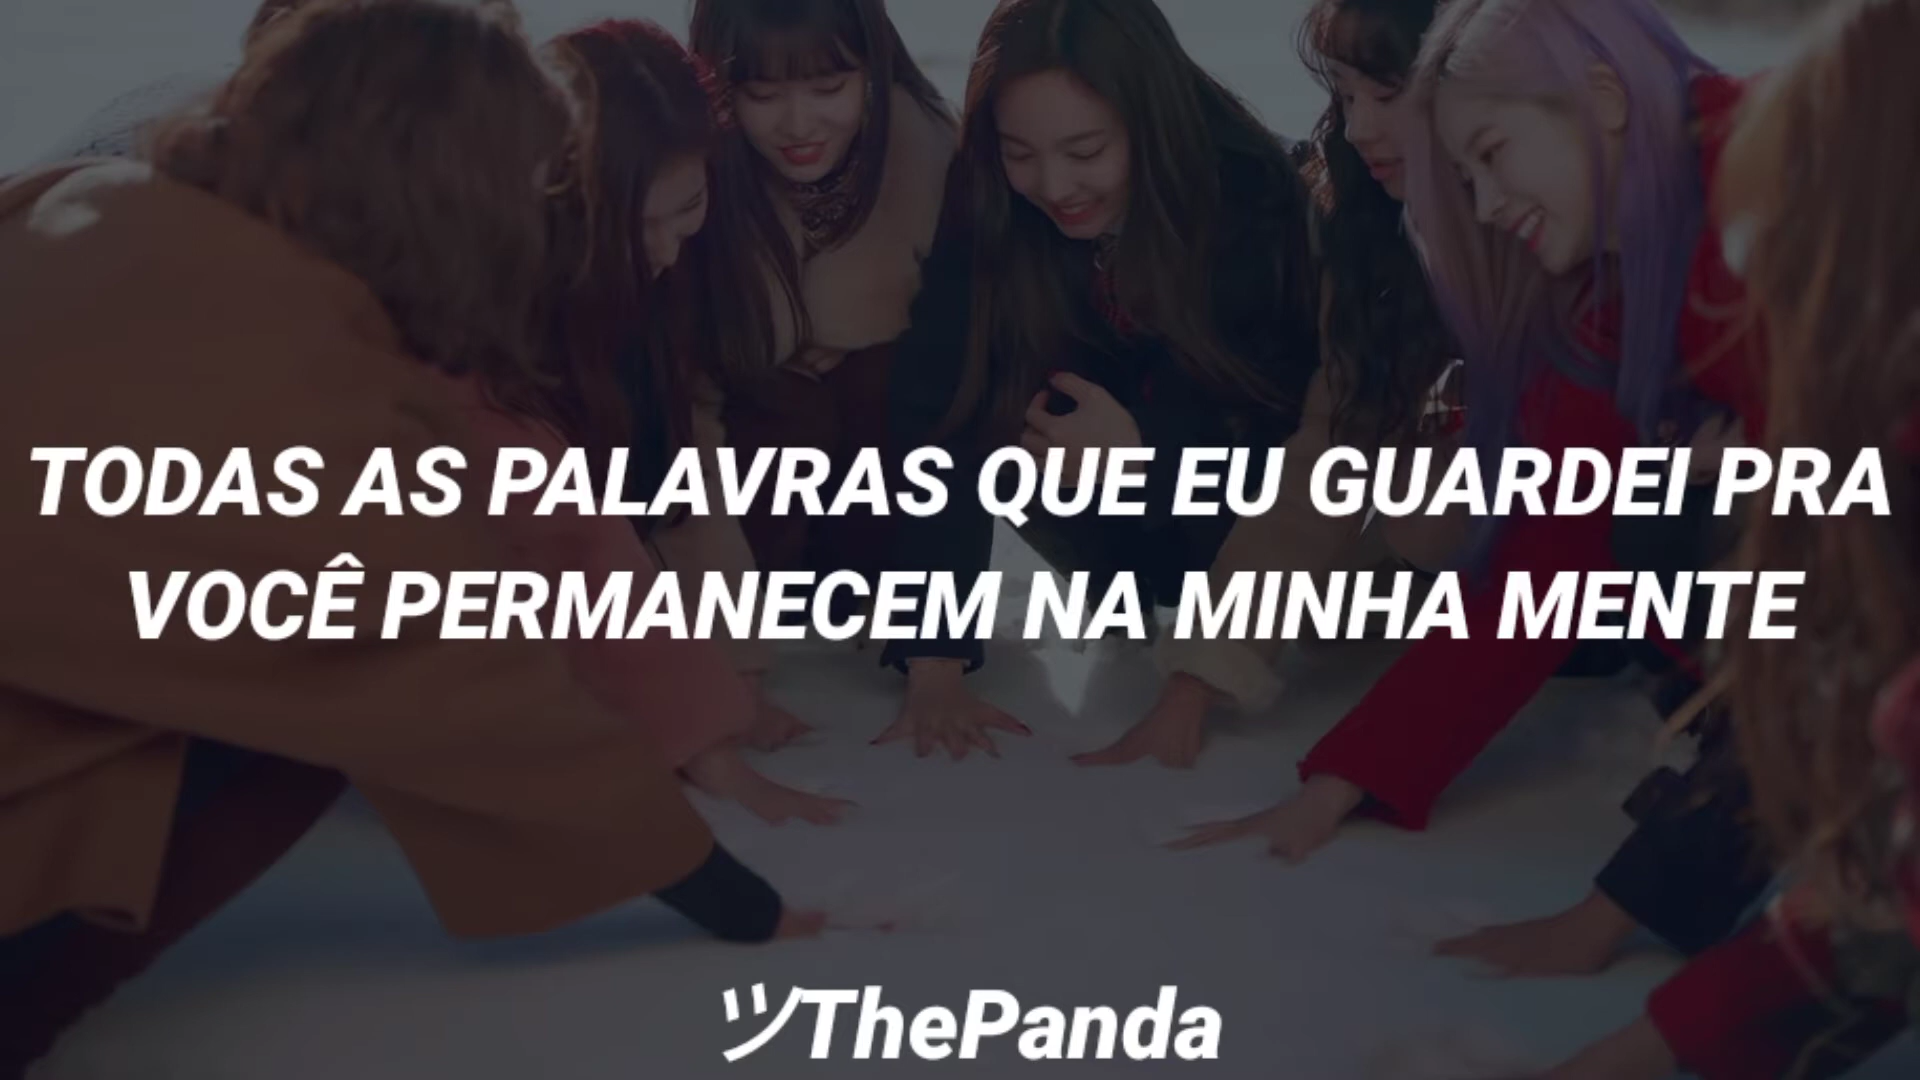 TODAS AS PALAVRAS QUE EU GUARDEI PRA
VOCÊ PERMANECEM NA MINHA MENTE
ツThePanda